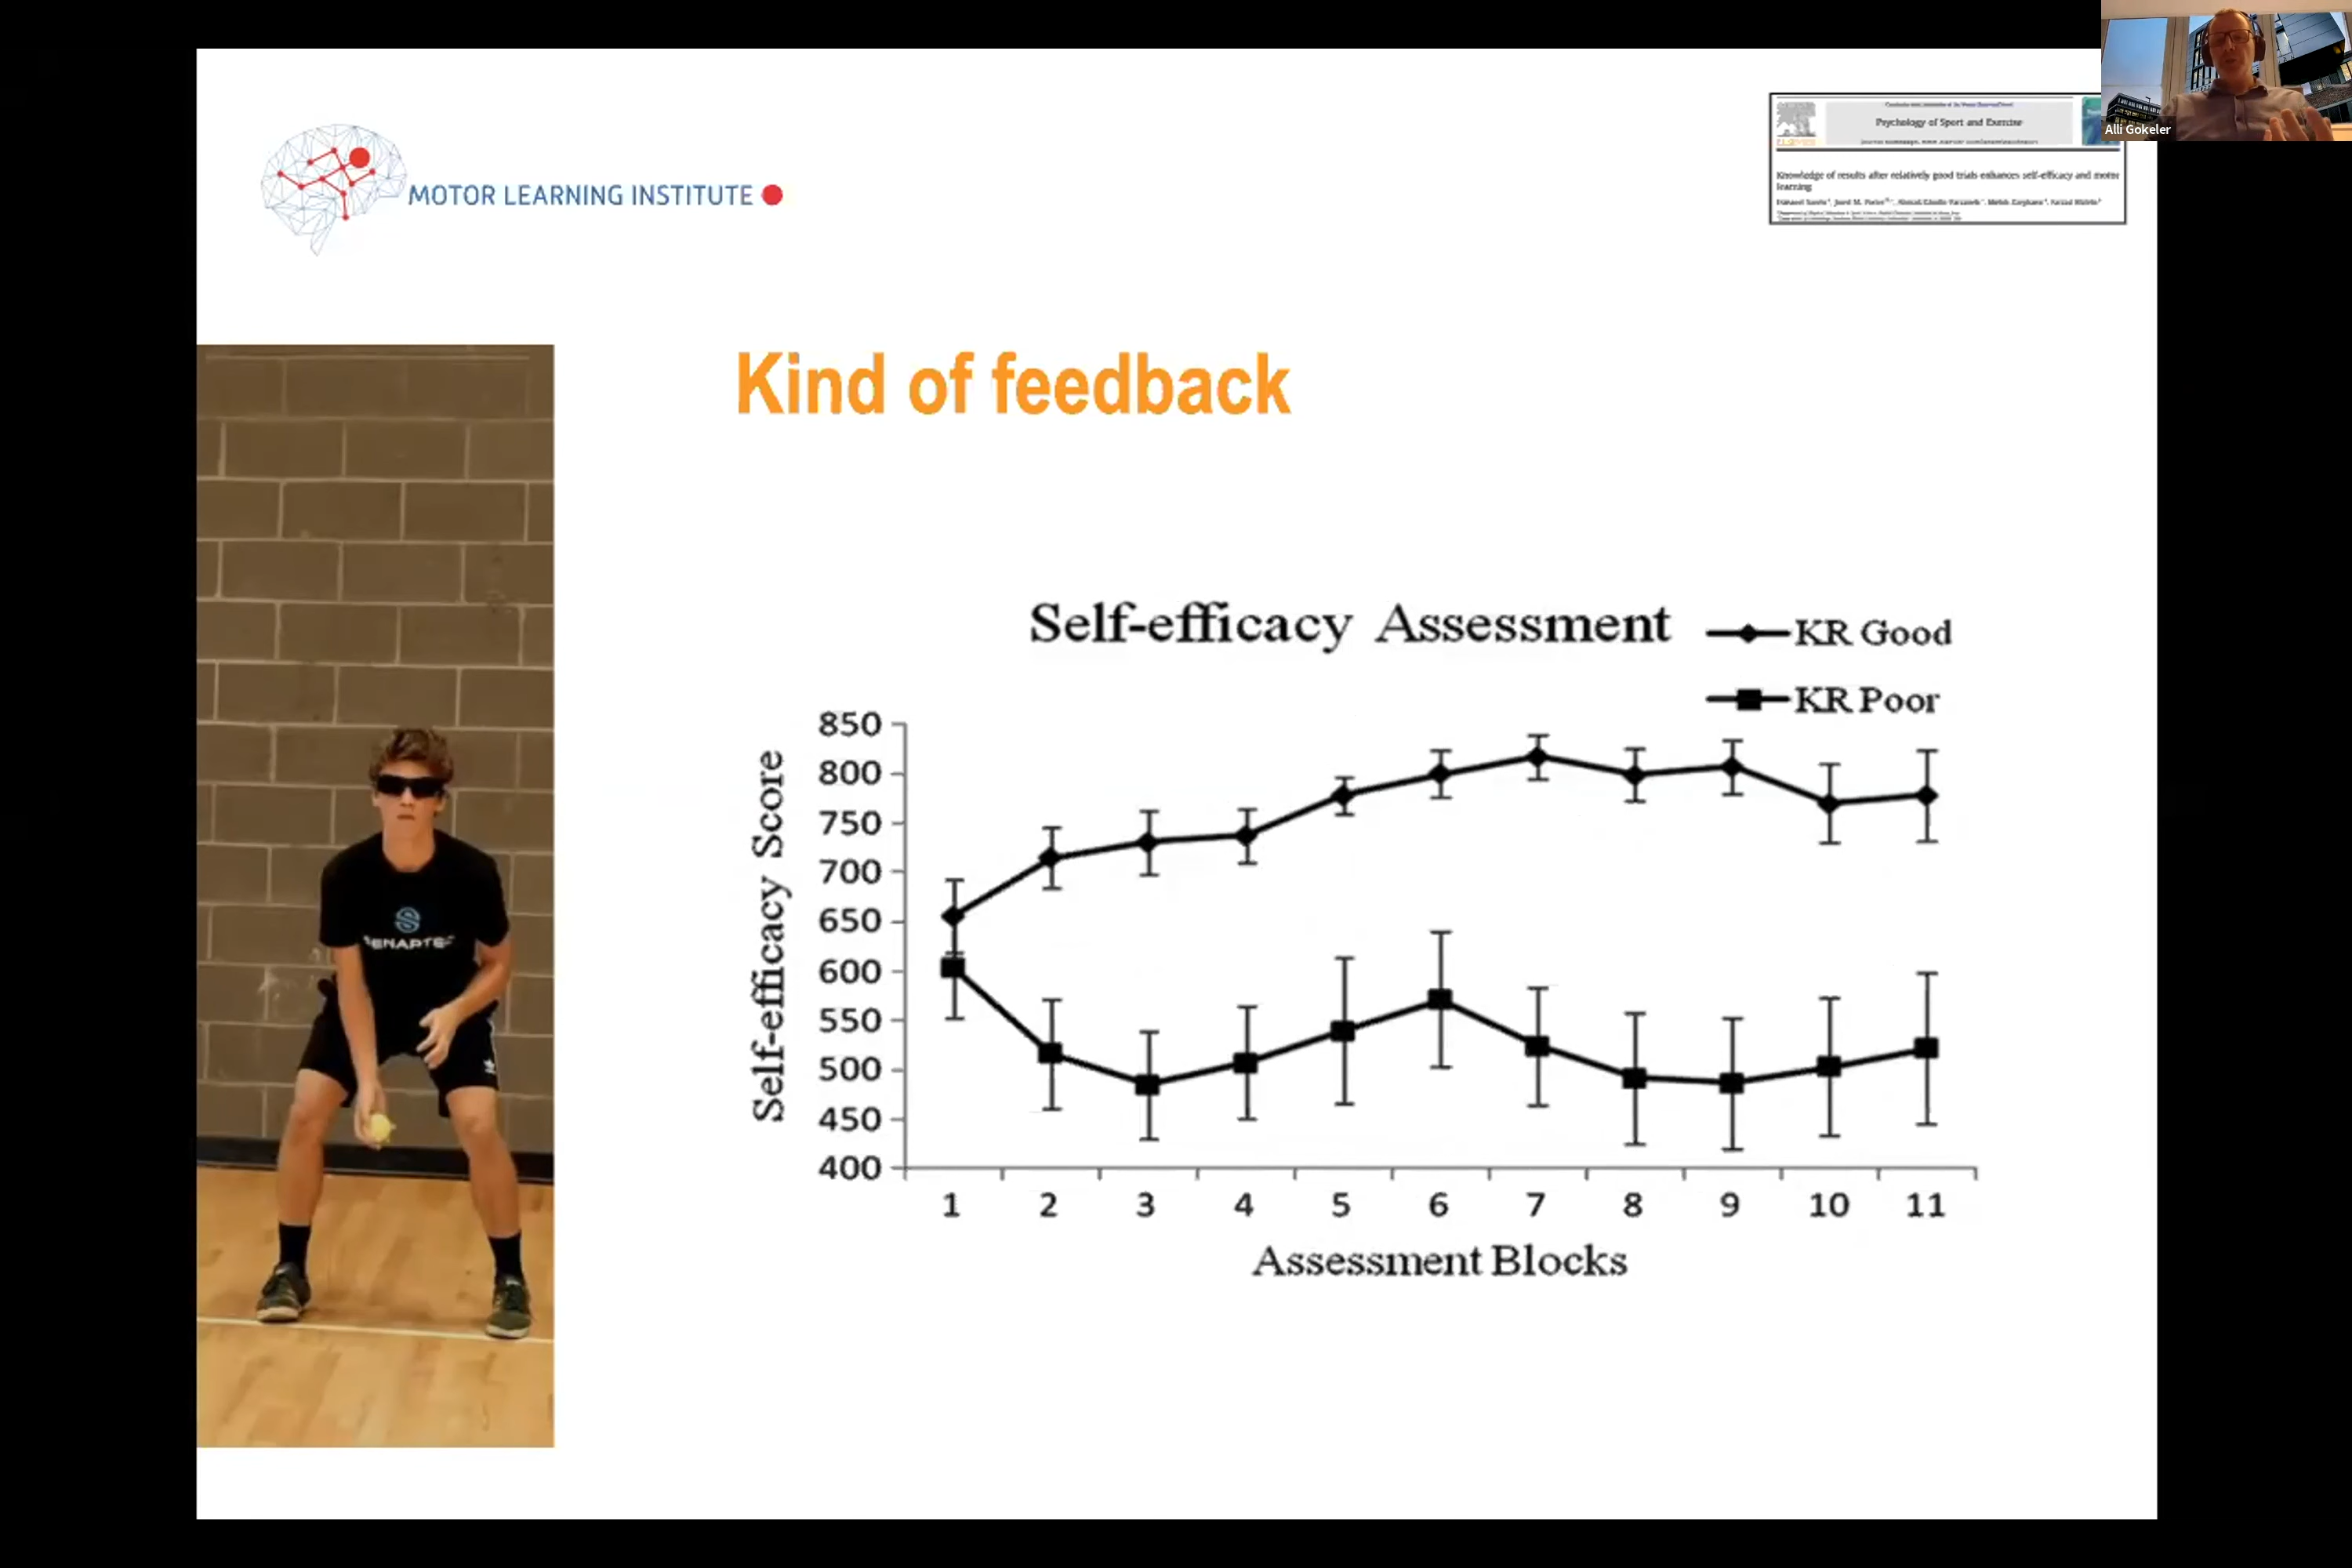 Alli Gokeler
Psychology of Sport and Exercise
Knowledge of results after relatively good trials enhances self-efficacy and motor
learning
MOTOR LEARNING INSTITUTE
Kind of feedback
SENAPTEC
Self-efficacy Assessment
KR Good
KR Poor
Self-efficacy Score
850
800
750
700
650
600
550
500
450
400
1 2 3 4 5 6 7 8 9 10 11
Assessment Blocks